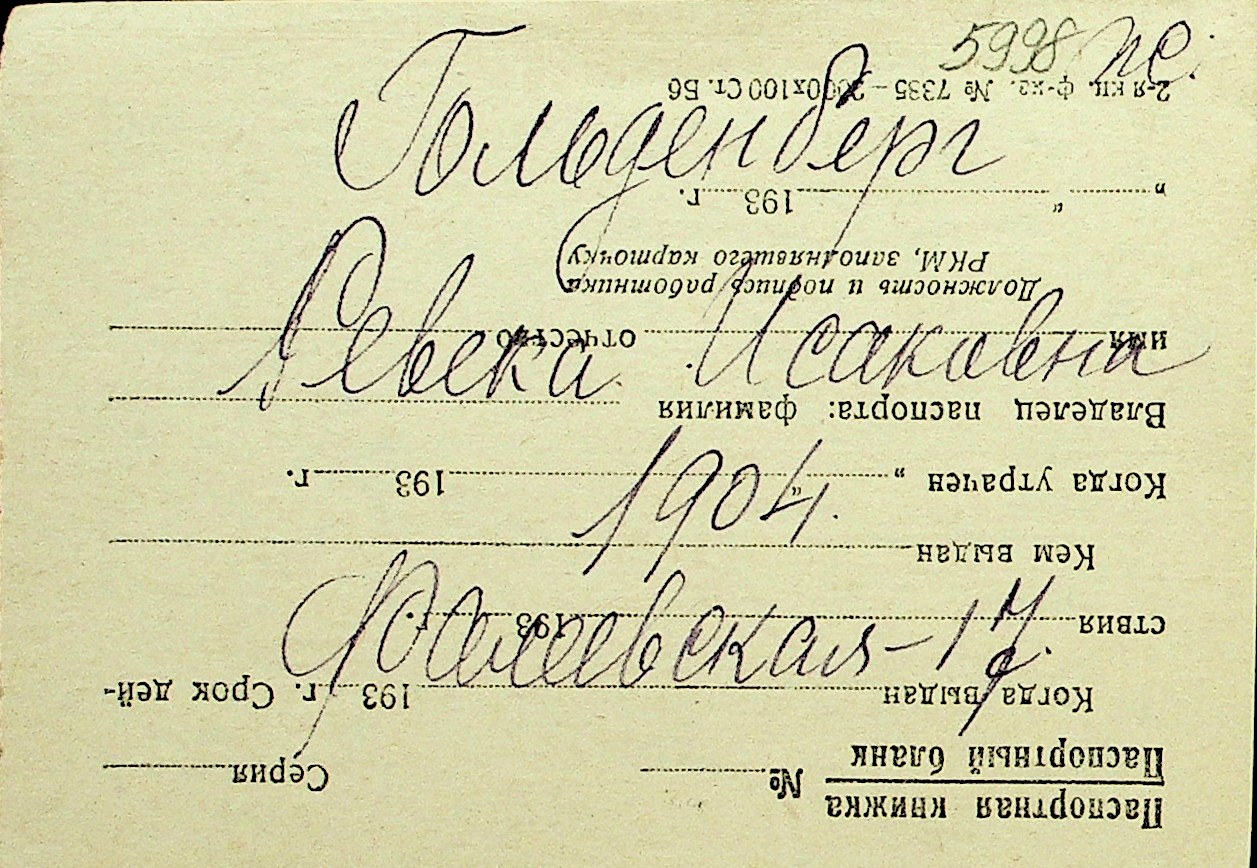 5998
Гольденберг
Ревека Исаковна
1904.
Фалеевская-17.
Паспортная книжка
Паспортный бланк
№ Серия
Когда выдан 193 г. Срок дей-
ствия 193 г.
Кем выдан
Когда утрачен „ “ 193 г.
Владелец паспорта: фамилия
имя отчество
Должность и подпись работника
РКМ, заполнявшего карточку
„ “ 193 г.
2-я кн. ф-ка. № 7335 Ст. Б6